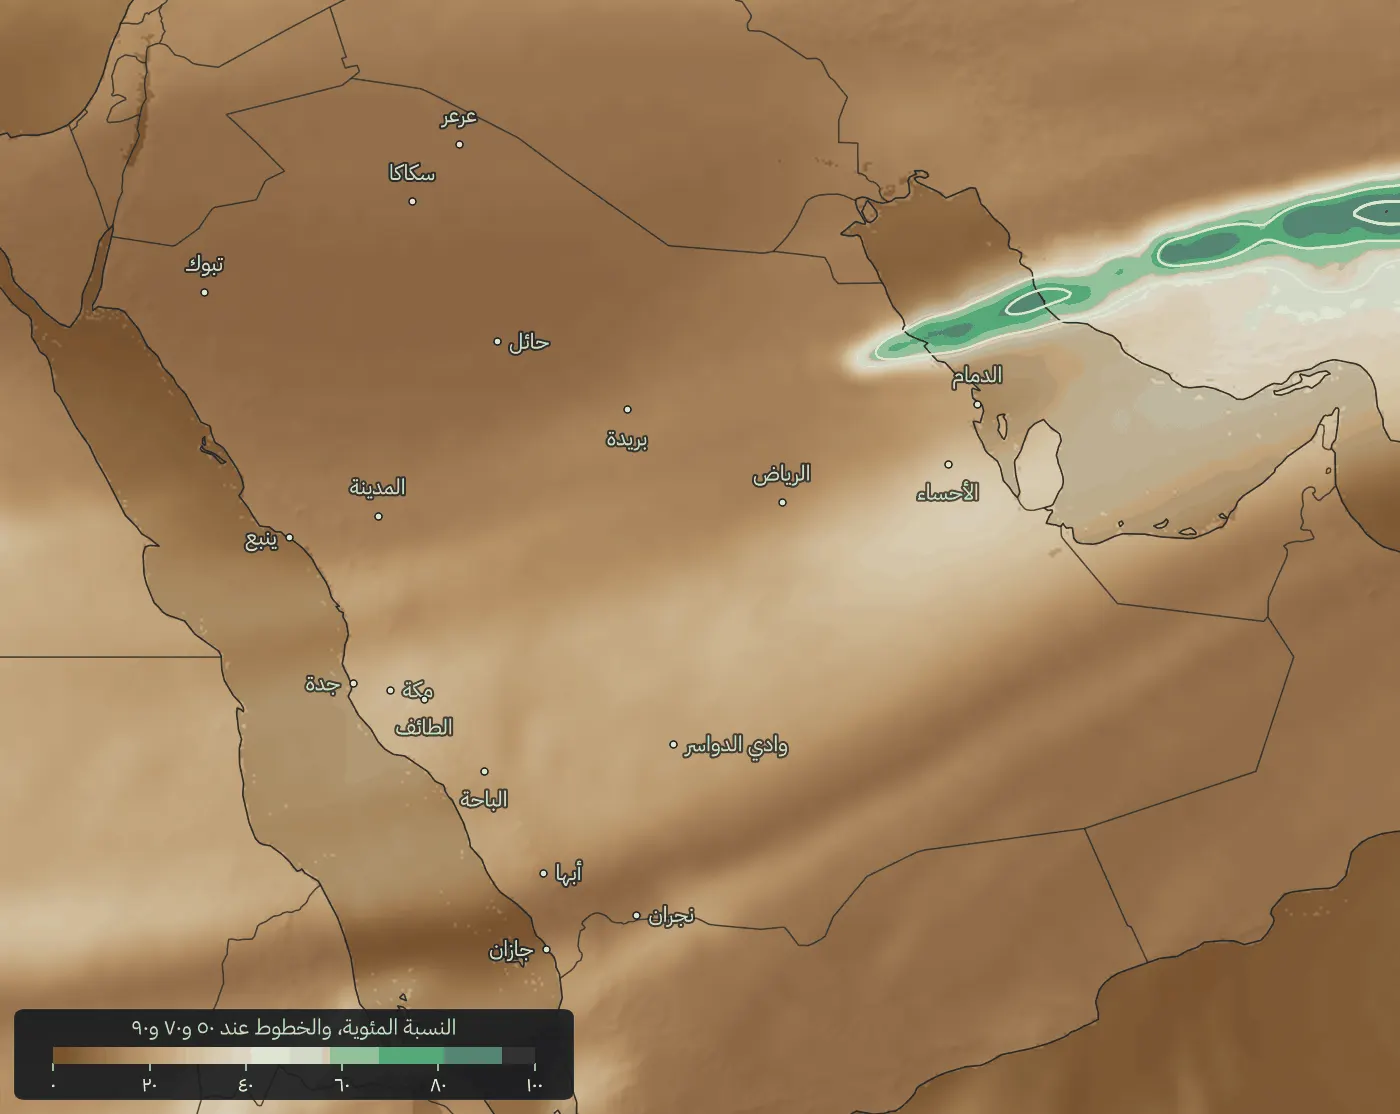 عرعر
سكاكا
تبوك
حائل
الدمام
بريدة
الرياض
المدينة
الأحساء
ينبع
جدة
مكة
الطائف
وادي الدواسر
الباحة
أبها
نجران
جازان
النسبة المئوية، والخطوط عند ٥٠ و٧٠ و٩٠
٠ ٢٠ ٤٠ ٦٠ ٨٠ ١٠٠